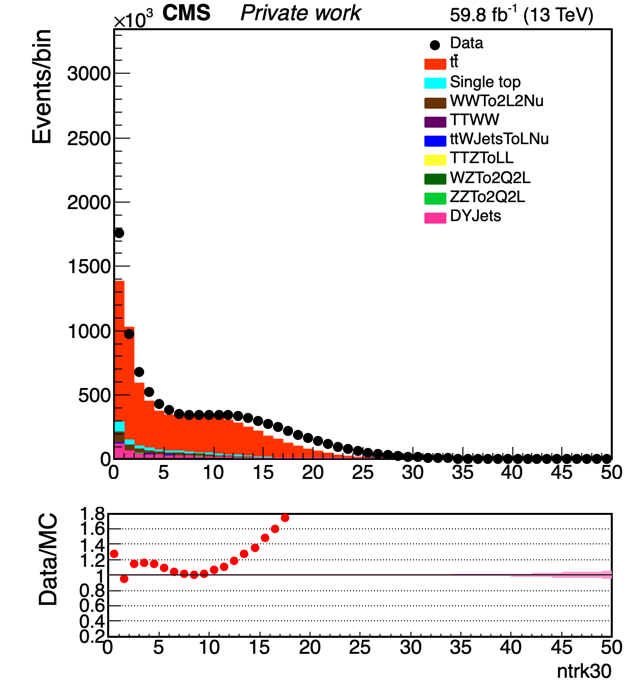 ×10³ CMS Private work 59.8 fb⁻¹ (13 TeV)
Events/bin
3000
2500
2000
1500
1000
500
0
Data
tt̄
Single top
WWTo2L2Nu
TTWW
ttWJetsToLNu
TTZToLL
WZTo2Q2L
ZZTo2Q2L
DYJets
0 5 10 15 20 25 30 35 40 45 50
Data/MC
1.8
1.6
1.4
1.2
1
0.8
0.6
0.4
0.2
0 5 10 15 20 25 30 35 40 45 50
ntrk30